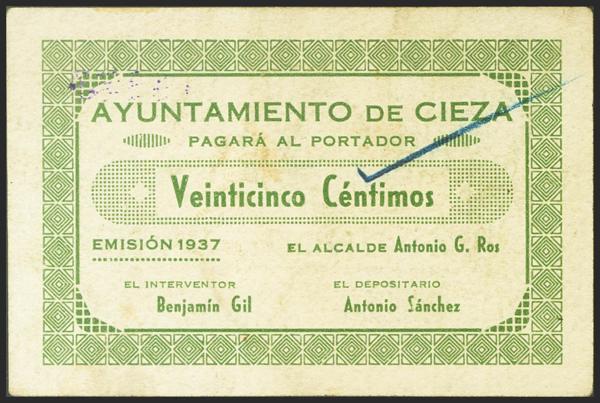 AYUNTAMIENTO DE CIEZA
PAGARÁ AL PORTADOR
Veinticinco Céntimos
EMISIÓN 1937
EL ALCALDE Antonio G. Ros
EL INTERVENTOR
Benjamín Gil
EL DEPOSITARIO
Antonio Sánchez